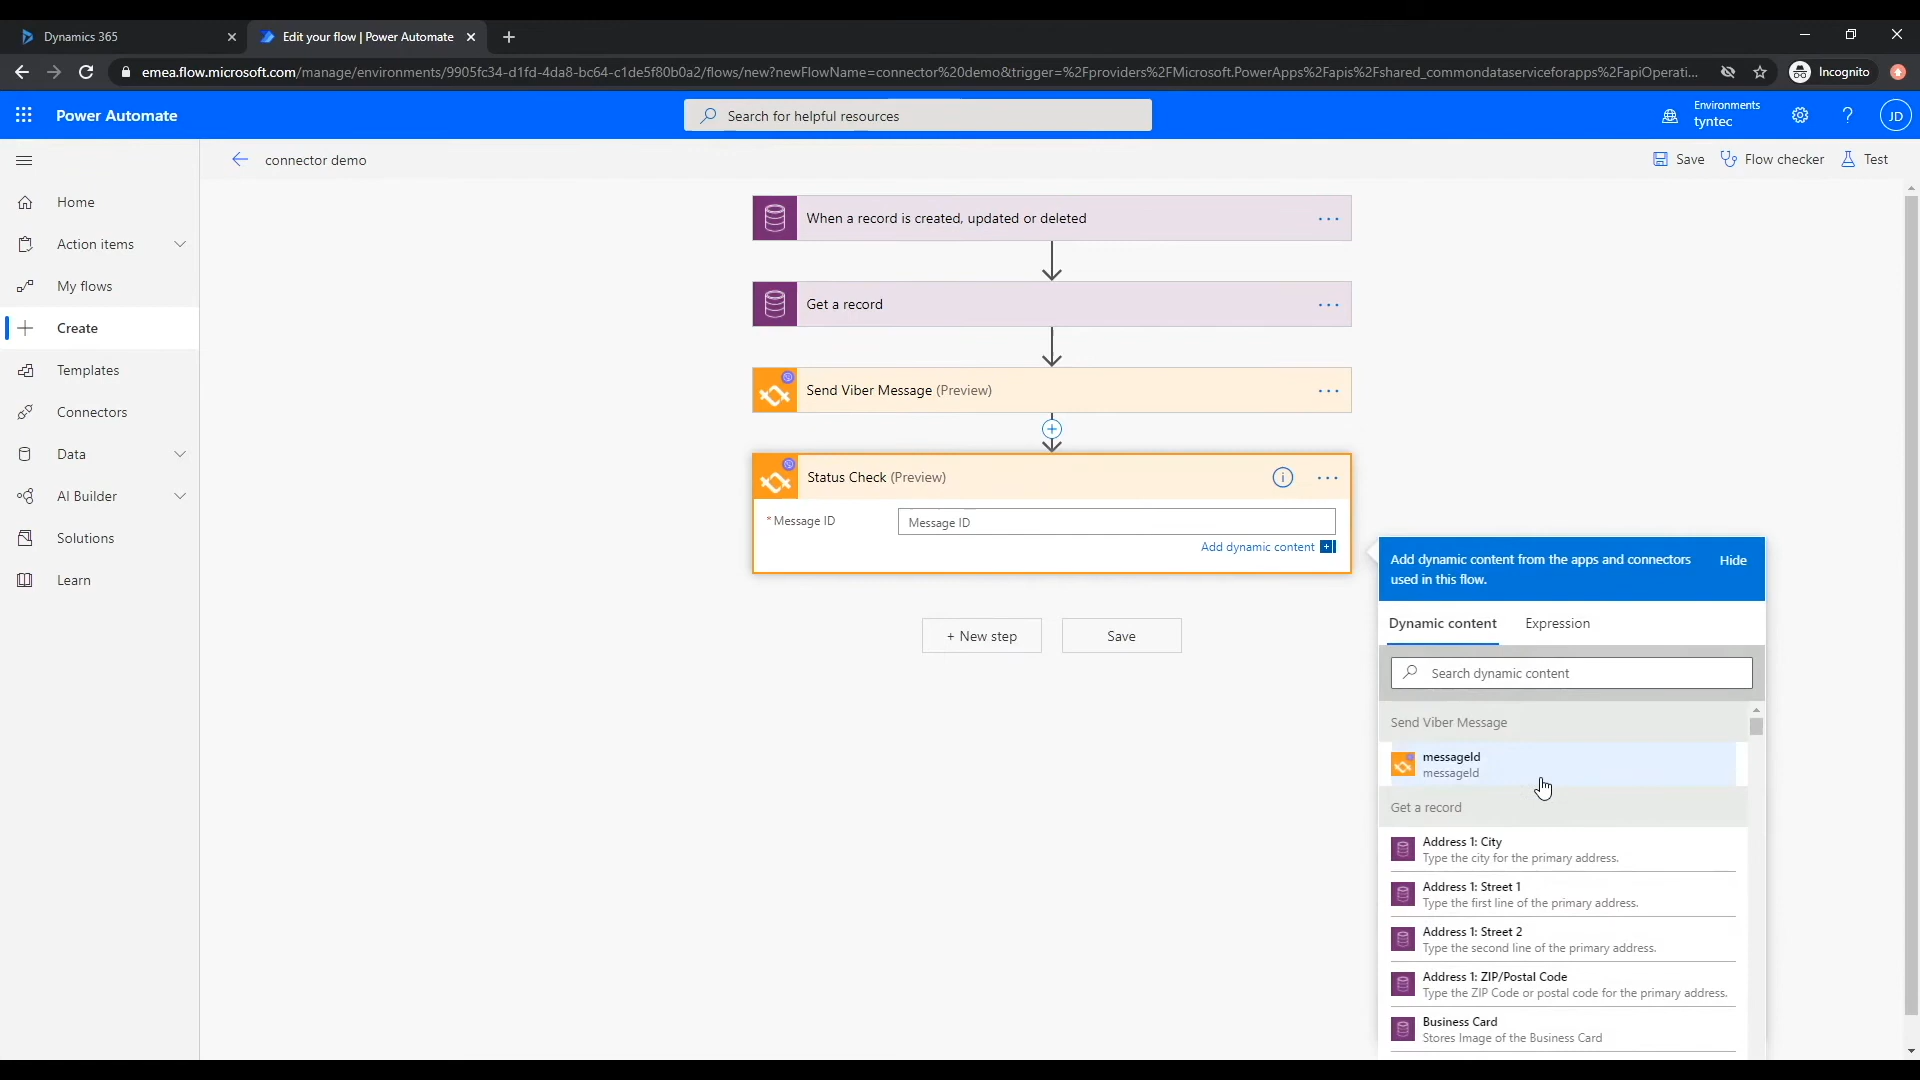 Dynamics 365
Edit your flow | Power Automate
emea.flow.microsoft.com/manage/environments/9905fc34-d1fd-4da8-bc64-c1de5f80b0a2/flows/new?newFlowName=connector%20demo&trigger=%2Fproviders%2FMicrosoft.PowerApps%2Fapis%2Fshared_commondataserviceforapps%2FapiOperati...
Incognito
Power Automate
Search for helpful resources
Environments
tyntec
JD
connector demo
Save
Flow checker
Test
Home
Action items
My flows
Create
Templates
Connectors
Data
AI Builder
Solutions
Learn
When a record is created, updated or deleted
Get a record
Send Viber Message (Preview)
Status Check (Preview)
* Message ID
Message ID
Add dynamic content
+ New step
Save
Add dynamic content from the apps and connectors
used in this flow.
Hide
Dynamic content
Expression
Search dynamic content
Send Viber Message
messageId
messageId
Get a record
Address 1: City
Type the city for the primary address.
Address 1: Street 1
Type the first line of the primary address.
Address 1: Street 2
Type the second line of the primary address.
Address 1: ZIP/Postal Code
Type the ZIP Code or postal code for the primary address.
Business Card
Stores Image of the Business Card